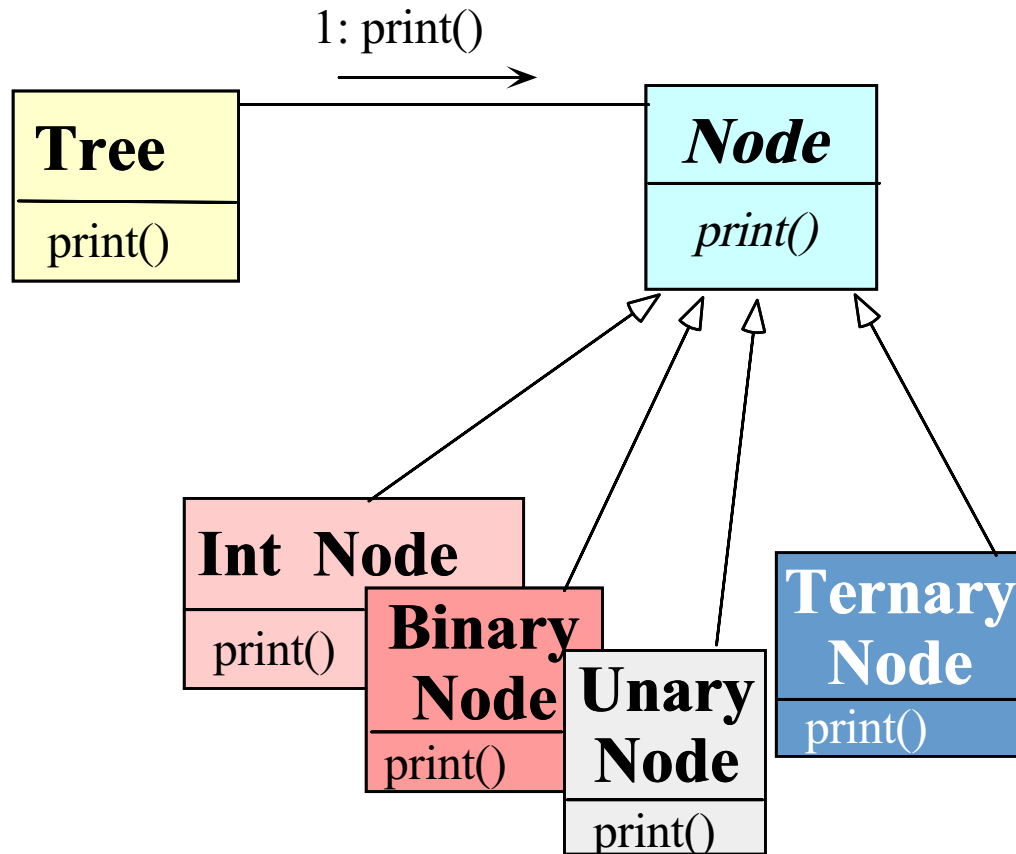 1: print()
Tree
print()
Node
print()
Int Node
print()
Binary
Node
print()
Unary
Node
print()
Ternary
Node
print()